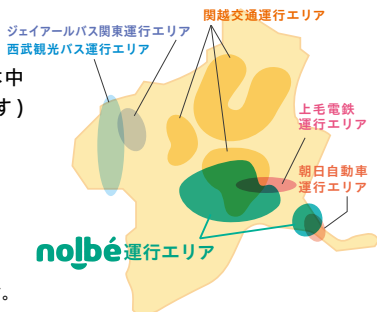 関越交通運行エリア
ジェイアールバス関東運行エリア
西武観光バス運行エリア
中
す)
上毛電鉄
運行エリア
朝日自動車
運行エリア
nolbé運行エリア
。